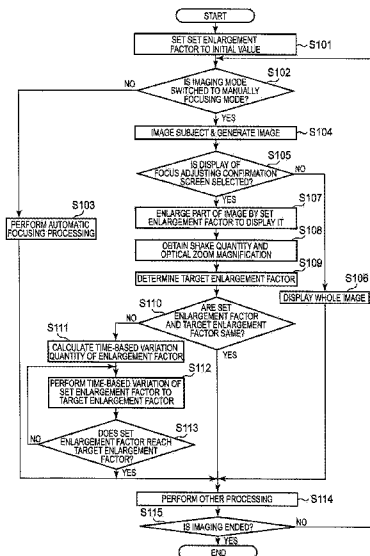 START
SET SET ENLARGEMENT
FACTOR TO INITIAL VALUE
S101
S102
IS IMAGING MODE
SWITCHED TO MANUALLY
FOCUSING MODE?
NO
YES
IMAGE SUBJECT & GENERATE IMAGE
S104
S105
IS DISPLAY OF
FOCUS ADJUSTING CONFIRMATION
SCREEN SELECTED?
NO
YES
S103
PERFORM AUTOMATIC
FOCUSING PROCESSING
S107
ENLARGE PART OF IMAGE BY SET
ENLARGEMENT FACTOR TO DISPLAY IT
S108
OBTAIN SHAKE QUANTITY AND
OPTICAL ZOOM MAGNIFICATION
S109
DETERMINE TARGET ENLARGEMENT FACTOR
S106
DISPLAY WHOLE IMAGE
S110
ARE SET
ENLARGEMENT FACTOR
AND TARGET ENLARGEMENT
FACTOR SAME?
NO
YES
S111
CALCULATE TIME-BASED VARIATION
QUANTITY OF ENLARGEMENT FACTOR
S112
PERFORM TIME-BASED VARIATION OF
SET ENLARGEMENT FACTOR TO
TARGET ENLARGEMENT FACTOR
S113
DOES SET
ENLARGEMENT FACTOR REACH
TARGET ENLARGEMENT
FACTOR?
NO
YES
PERFORM OTHER PROCESSING
S114
S115
IS IMAGING ENDED?
NO
YES
END